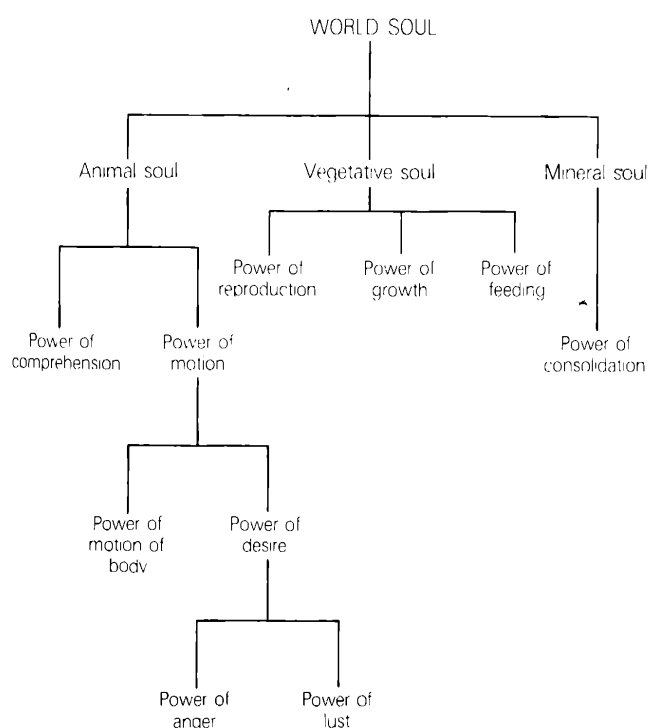 WORLD SOUL
Animal soul
Vegetative soul
Mineral soul
Power of
reproduction
Power of
growth
Power of
feeding
Power of
comprehension
Power of
motion
Power of
consolidation
Power of
motion of
body
Power of
desire
Power of
anger
Power of
lust